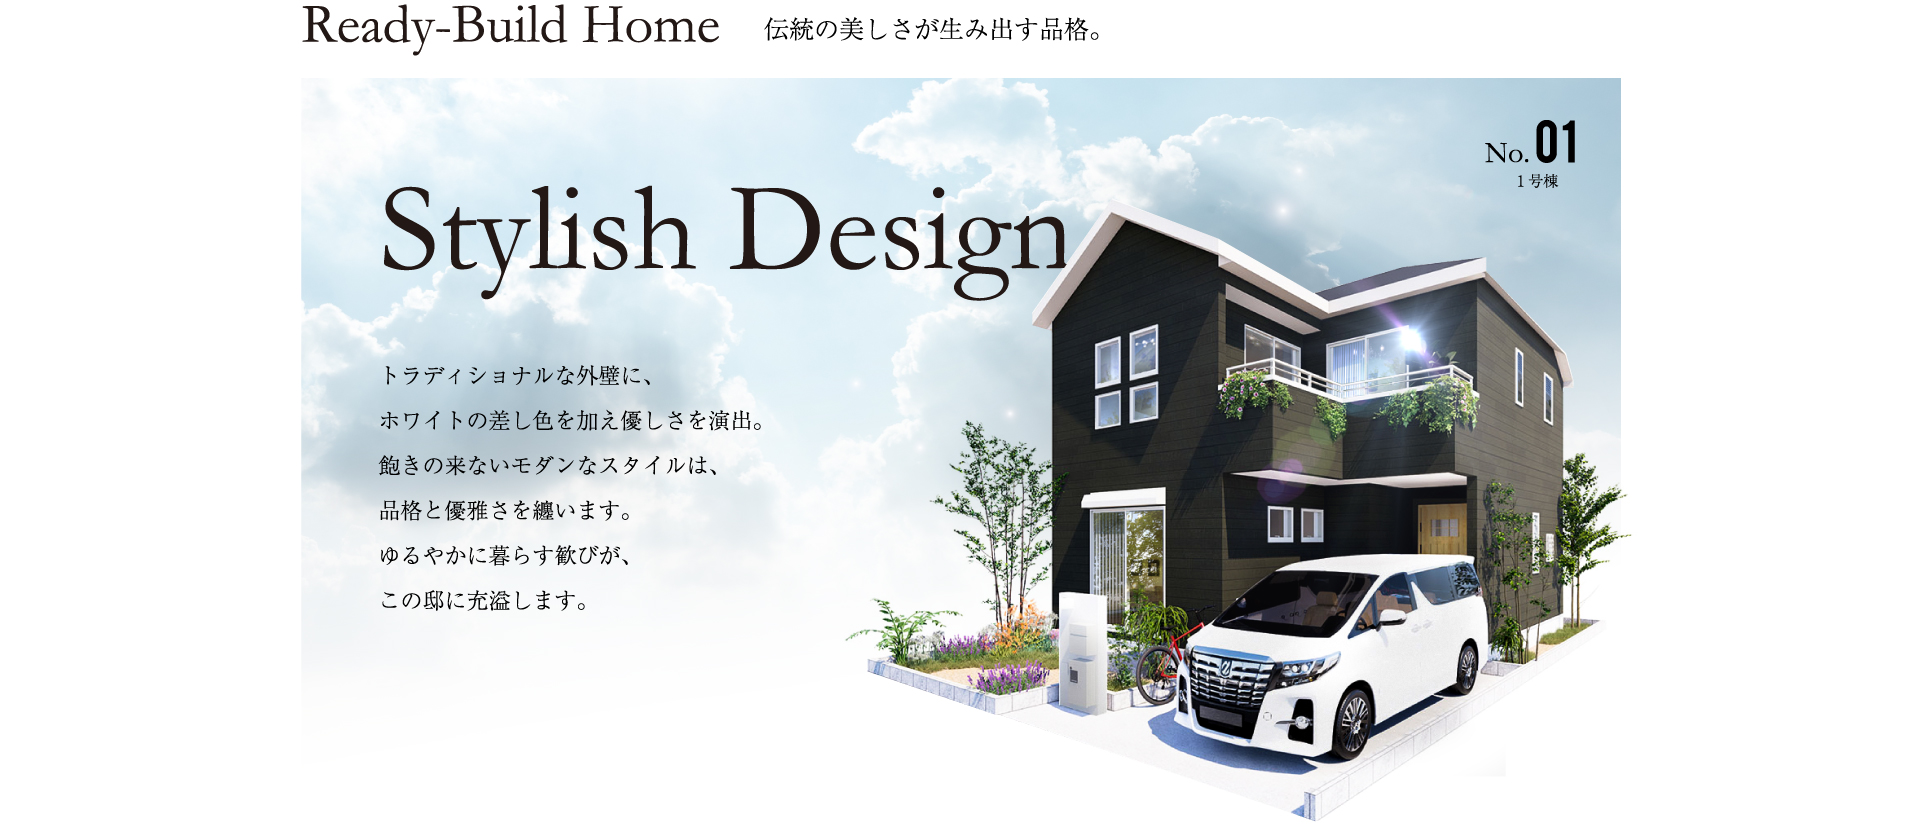 Ready-Build Home 伝統の美しさが生み出す品格。
No.01
1号棟
Stylish Design
トラディショナルな外壁に、
ホワイトの差し色を加え優しさを演出。
飽きの来ないモダンなスタイルは、
品格と優雅さを纏います。
ゆるやかに暮らす歓びが、
この邸に充溢します。